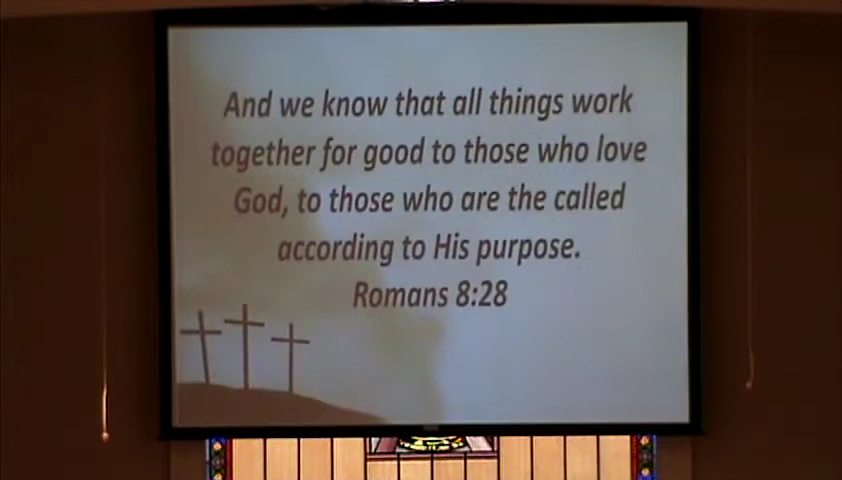 And we know that all things work
together for good to those who love
God, to those who are the called
according to His purpose.
Romans 8:28